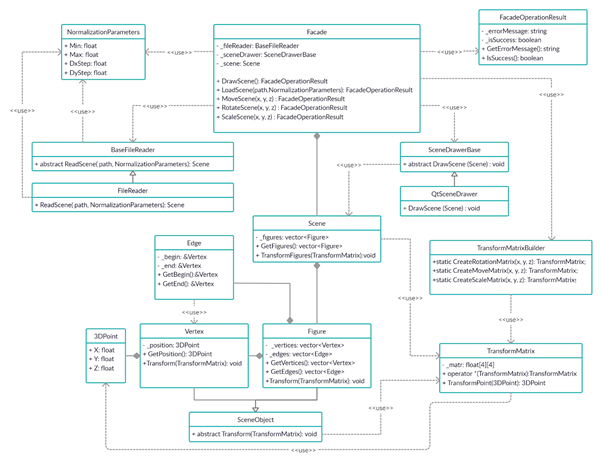 NormalizationParameters
+ Min: float
+ Max: float
+ DxStep: float
+ DyStep: float
Facade
- _fileReader: BaseFileReader
- _sceneDrawer: SceneDrawerBase
- _scene: Scene
+ DrawScene(): FacadeOperationResult
+ LoadScene(path,NormalizationParameters): FacadeOperationResult
+ MoveScene(x, y, z) : FacadeOperationResult
+ RotateScene(x, y, z) : FacadeOperationResult
+ ScaleScene(x, y, z) : FacadeOperationResult
FacadeOperationResult
- _errorMessage: string
- _isSuccess: boolean
+ GetErrorMessage(): string
+ IsSuccess(): boolean
<<use>>
<<use>>
<<use>>
<<use>>
<<use>>
<<use>>
<<use>>
BaseFileReader
+ abstract ReadScene( path, NormalizationParameters): Scene
FileReader
+ ReadScene( path, NormalizationParameters): Scene
SceneDrawerBase
+ abstract DrawScene (Scene) : void
QtSceneDrawer
+ DrawScene (Scene) : void
<<use>>
Scene
- _figures: vector<Figure>
+ GetFigures(): vector<Figure>
+ TransformFigures(TransformMatrix):void
Edge
- _begin: &Vertex
- _end: &Vertex
+ GetBegin():&Vertex
+ GetEnd(): &Vertex
TransformMatrixBuilder
+static CreateRotationMatrix(x, y, z): TransformMatrix;
+static CreateMoveMatrix(x, y, z): TransformMatrix;
+static CreateScaleMatrix(x, y, z): TransformMatrix;
<<use>>
<<use>>
<<use>>
3DPoint
+ X: float
+ Y: float
+ Z: float
Vertex
- _position: 3DPoint
+ GetPosition(): 3DPoint
+Transform(TransformMatrix): void
Figure
- _vertices: vector<Vertex>
- _edges: vector<Edge>
+ GetVertices(): vector<Vertex>
+ GetEdges(): vector<Edge>
+Transform(TransformMatrix): void
TransformMatrix
- _matr: float[4][4]
+ operator *(TransformMatrix):TransformMatrix
+ TransformPoint(3DPoint): 3DPoint
<<use>>
SceneObject
+ abstract Transform(TransformMatrix): void
<<use>>